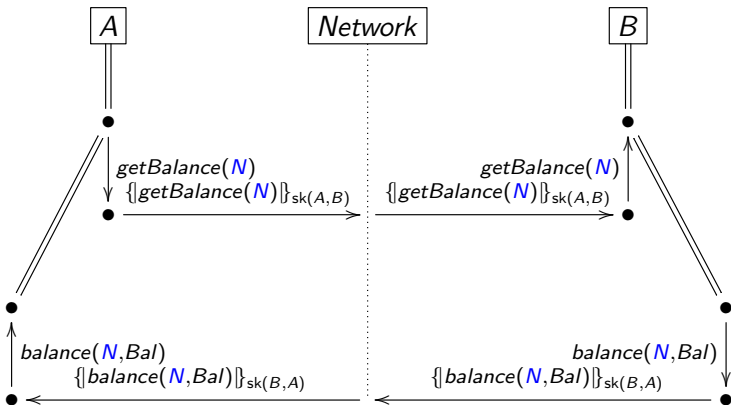 A Network B
getBalance(N) getBalance(N)
{|getBalance(N)|}sk(A,B) {|getBalance(N)|}sk(A,B)
balance(N,Bal) balance(N,Bal)
{|balance(N,Bal)|}sk(B,A) {|balance(N,Bal)|}sk(B,A)